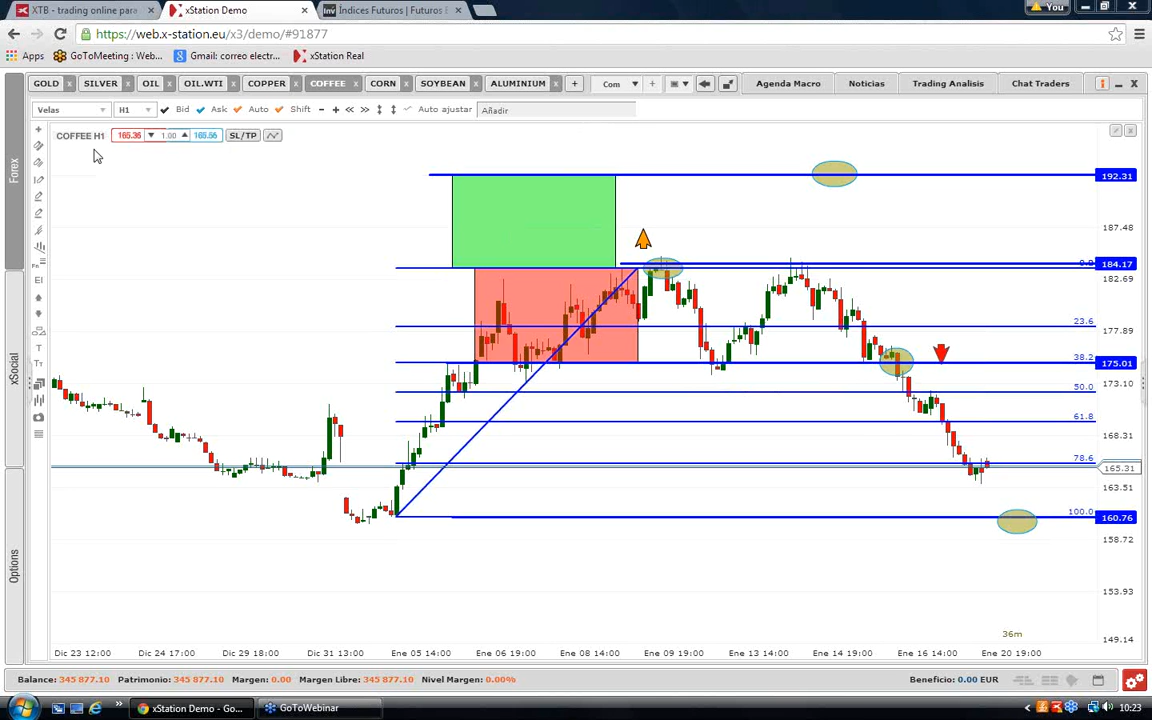 XTB - trading online para
xStation Demo
Índices Futuros | Futuros E
You
https://web.x-station.eu/x3/demo/#91877
Apps
GoToMeeting : Web...
Gmail: correo electr...
xStation Real
GOLD
SILVER
OIL
OIL.WTI
COPPER
COFFEE
CORN
SOYBEAN
ALUMINIUM
Com
Agenda Macro
Noticias
Trading Analisis
Chat Traders
Velas
H1
Bid
Ask
Auto
Shift
Auto ajustar
Añadir
COFFEE H1
165.36
1.00
165.56
SL/TP
Forex
xSocial
Options
192.31
187.48
0.0
184.17
182.69
23.6
177.89
38.2
175.01
50.0
173.10
61.8
168.31
78.6
165.31
163.51
100.0
160.76
158.72
153.93
36m
149.14
Dic 23 12:00
Dic 24 17:00
Dic 29 18:00
Dic 31 13:00
Ene 05 14:00
Ene 06 19:00
Ene 08 14:00
Ene 09 19:00
Ene 13 14:00
Ene 14 19:00
Ene 16 14:00
Ene 20 19:00
Balance: 345 877.10
Patrimonio: 345 877.10
Margen: 0.00
Margen Libre: 345 877.10
Nivel Margen: 0.00%
Beneficio: 0.00 EUR
xStation Demo - Go...
GoToWebinar
10:23